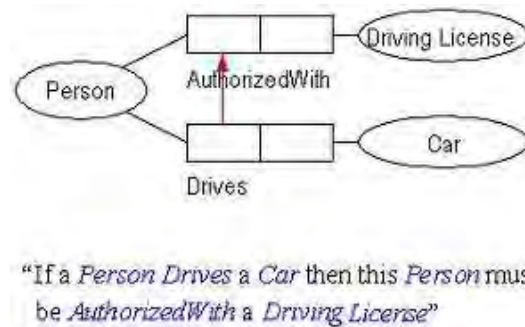 Driving License
AuthorizedWith
Person
Car
Drives
“If a Person Drives a Car then this Person mus
be AuthorizedWith a Driving License”